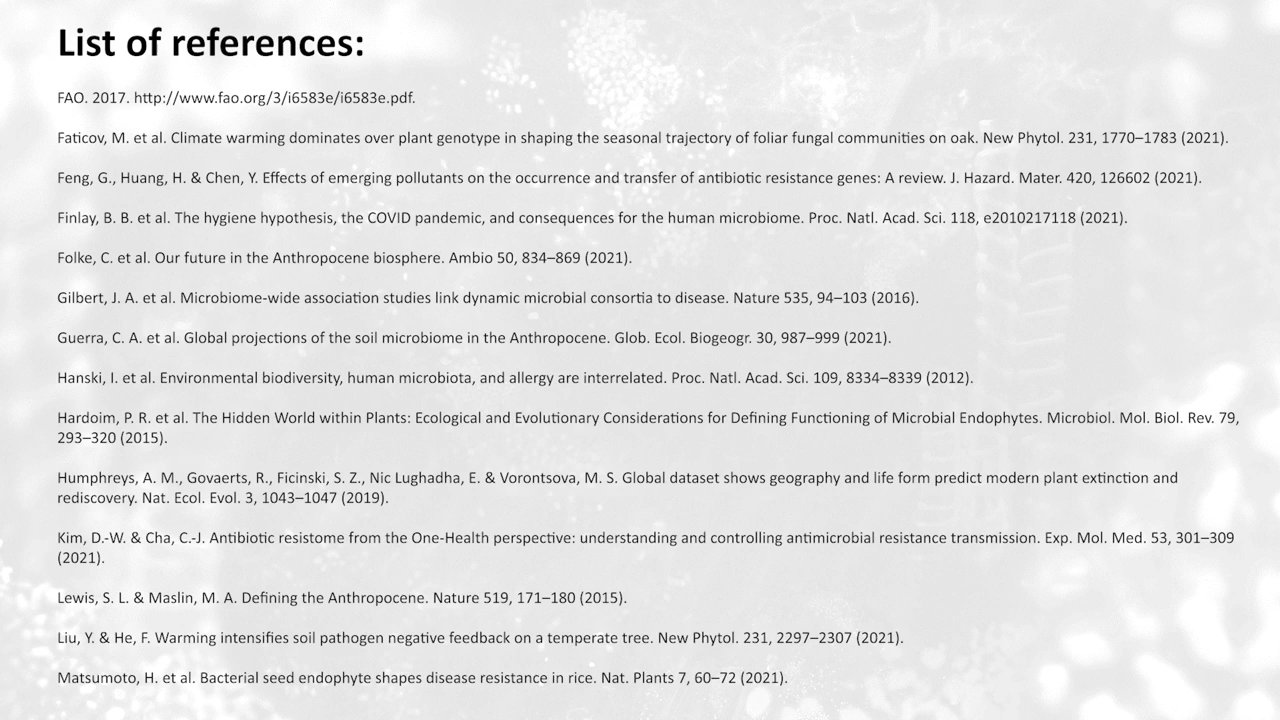 List of references:
FAO. 2017. http://www.fao.org/3/i6583e/i6583e.pdf.
Faticov, M. et al. Climate warming dominates over plant genotype in shaping the seasonal trajectory of foliar fungal communities on oak. New Phytol. 231, 1770–1783 (2021).
Feng, G., Huang, H. & Chen, Y. Effects of emerging pollutants on the occurrence and transfer of antibiotic resistance genes: A review. J. Hazard. Mater. 420, 126602 (2021).
Finlay, B. B. et al. The hygiene hypothesis, the COVID pandemic, and consequences for the human microbiome. Proc. Natl. Acad. Sci. 118, e2010217118 (2021).
Folke, C. et al. Our future in the Anthropocene biosphere. Ambio 50, 834–869 (2021).
Gilbert, J. A. et al. Microbiome-wide association studies link dynamic microbial consortia to disease. Nature 535, 94–103 (2016).
Guerra, C. A. et al. Global projections of the soil microbiome in the Anthropocene. Glob. Ecol. Biogeogr. 30, 987–999 (2021).
Hanski, I. et al. Environmental biodiversity, human microbiota, and allergy are interrelated. Proc. Natl. Acad. Sci. 109, 8334–8339 (2012).
Hardoim, P. R. et al. The Hidden World within Plants: Ecological and Evolutionary Considerations for Defining Functioning of Microbial Endophytes. Microbiol. Mol. Biol. Rev. 79,
293–320 (2015).
Humphreys, A. M., Govaerts, R., Ficinski, S. Z., Nic Lughadha, E. & Vorontsova, M. S. Global dataset shows geography and life form predict modern plant extinction and
rediscovery. Nat. Ecol. Evol. 3, 1043–1047 (2019).
Kim, D.-W. & Cha, C.-J. Antibiotic resistome from the One-Health perspective: understanding and controlling antimicrobial resistance transmission. Exp. Mol. Med. 53, 301–309
(2021).
Lewis, S. L. & Maslin, M. A. Defining the Anthropocene. Nature 519, 171–180 (2015).
Liu, Y. & He, F. Warming intensifies soil pathogen negative feedback on a temperate tree. New Phytol. 231, 2297–2307 (2021).
Matsumoto, H. et al. Bacterial seed endophyte shapes disease resistance in rice. Nat. Plants 7, 60–72 (2021).